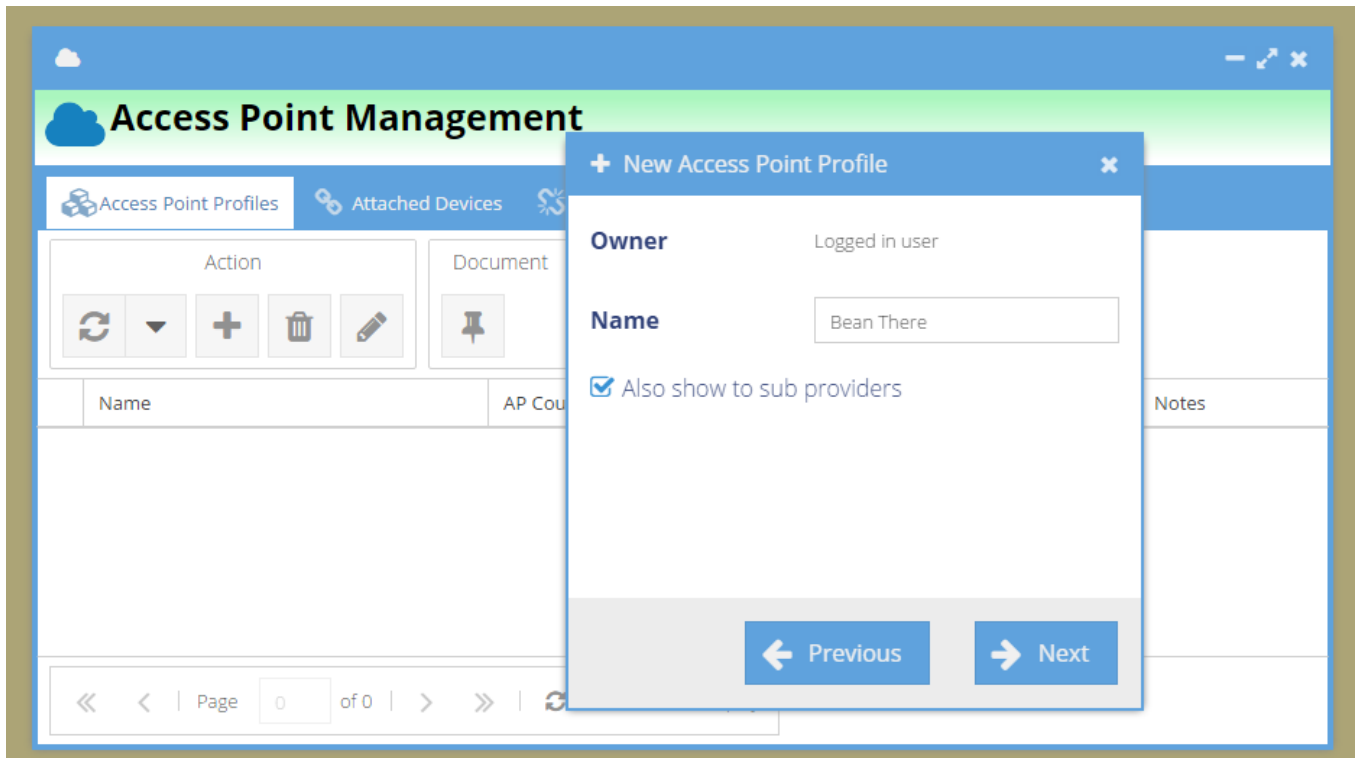 Access Point Management
New Access Point Profile
Access Point Profiles
Attached Devices
Owner
Logged in user
Action
Document
Name
Bean There
Also show to sub providers
Name
AP Cou
Notes
Previous
Next
Page
0
of 0